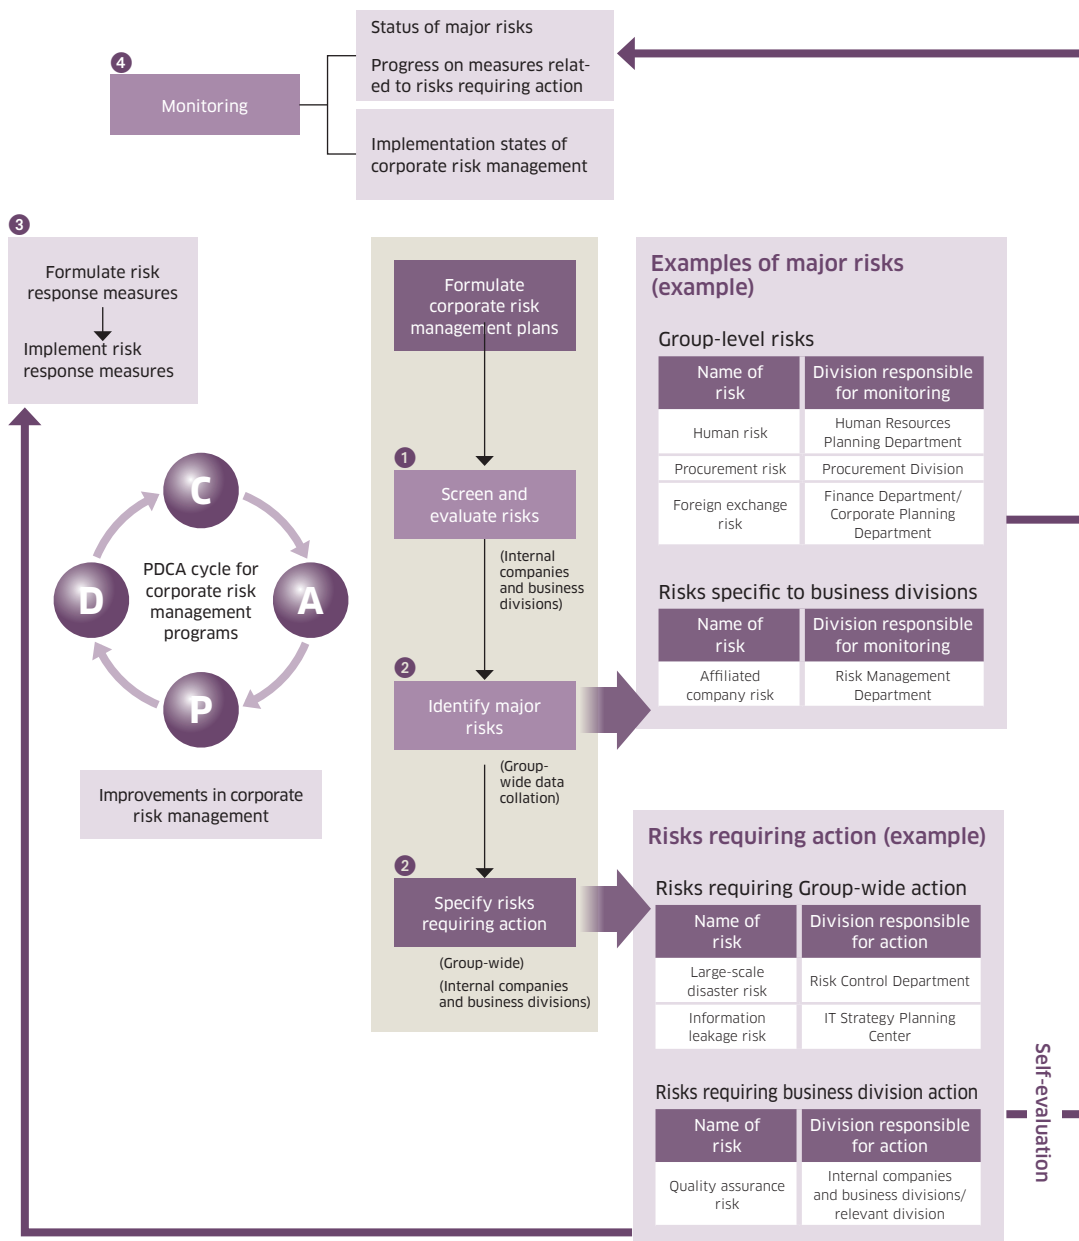 Status of major risks
Progress on measures relat-
ed to risks requiring action
4
Monitoring
Implementation states of
corporate risk management
3
Formulate risk
response measures
Implement risk
response measures
C
D
A
P
PDCA cycle for
corporate risk
management
programs
Improvements in corporate
risk management
Formulate
corporate risk
management plans
1
Screen and
evaluate risks
(Internal
companies
and business
divisions)
2
Identify major
risks
(Group-
wide data
collation)
2
Specify risks
requiring action
(Group-wide)
(Internal companies
and business divisions)
Examples of major risks
(example)
Group-level risks
Name of
risk
Division responsible
for monitoring
Human risk
Human Resources
Planning Department
Procurement risk
Procurement Division
Foreign exchange
risk
Finance Department/
Corporate Planning
Department
Risks specific to business divisions
Name of
risk
Division responsible
for monitoring
Affiliated
company risk
Risk Management
Department
Risks requiring action (example)
Risks requiring Group-wide action
Name of
risk
Division responsible
for action
Large-scale
disaster risk
Risk Control Department
Information
leakage risk
IT Strategy Planning
Center
Risks requiring business division action
Name of
risk
Division responsible
for action
Quality assurance
risk
Internal companies
and business divisions/
relevant division
Self-evaluation